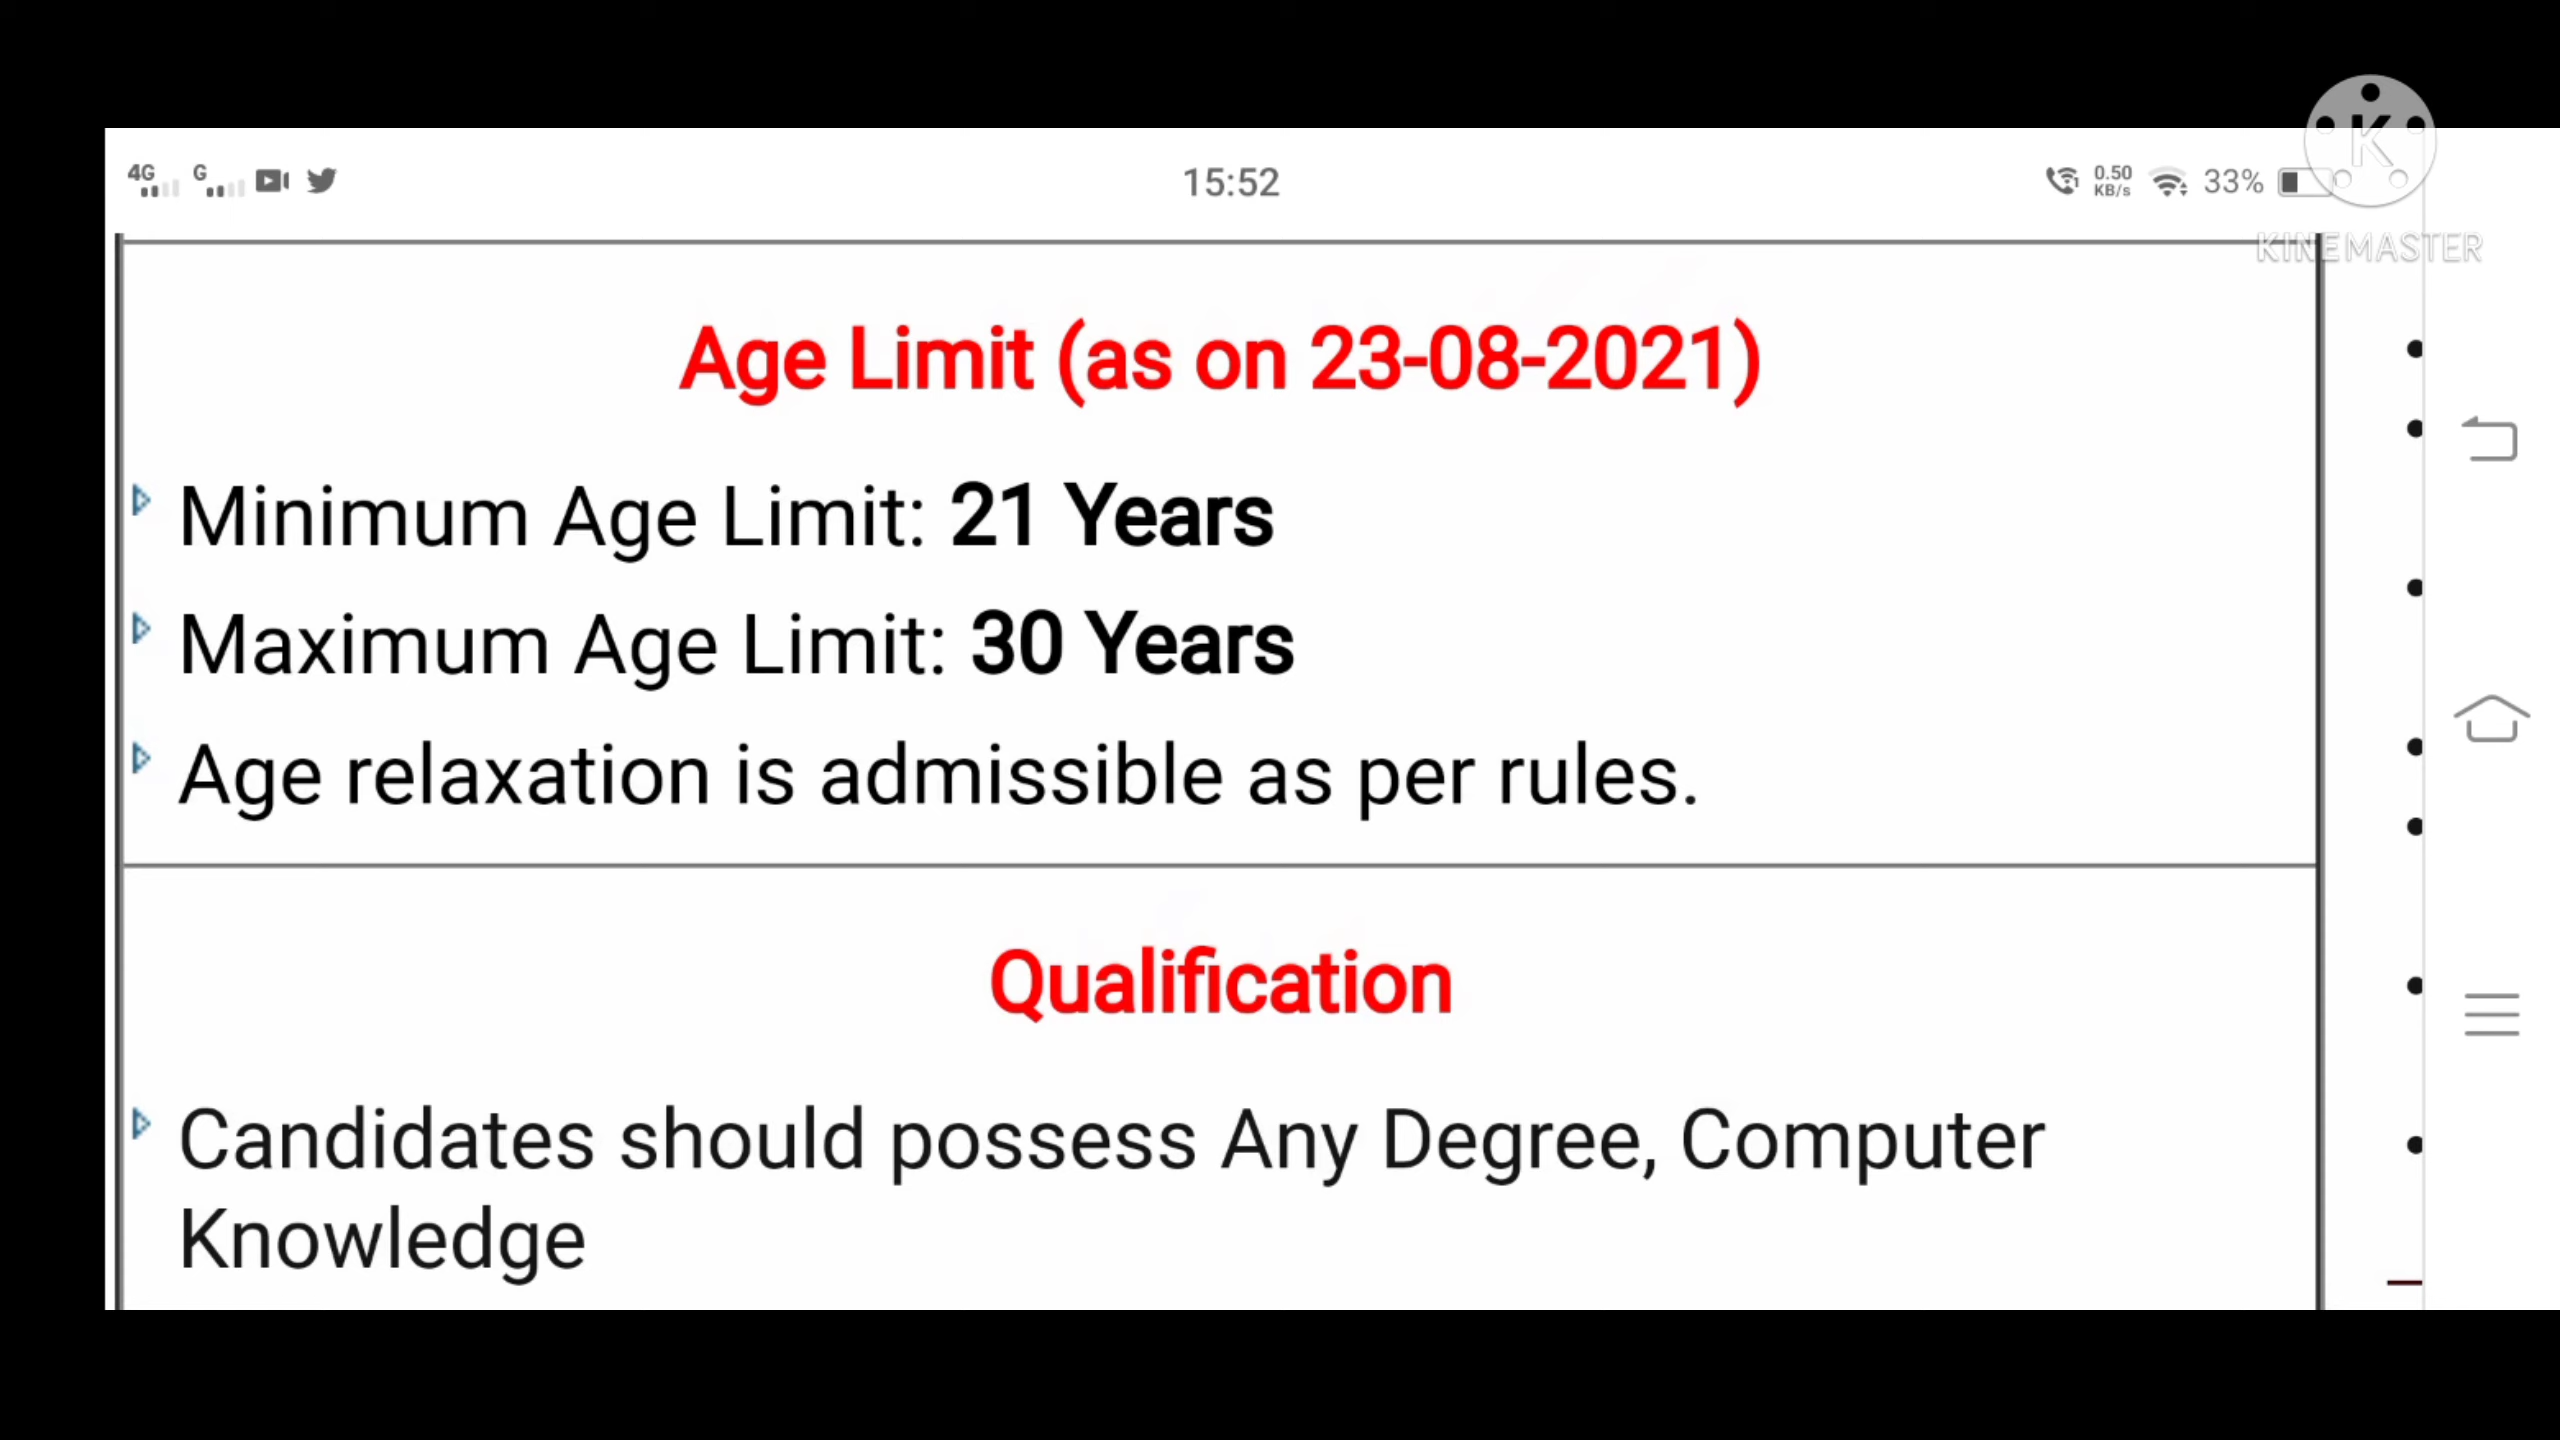 4G G 15:52 0.50 KB/s 33%
K
KINEMASTER
Age Limit (as on 23-08-2021)
Minimum Age Limit: 21 Years
Maximum Age Limit: 30 Years
Age relaxation is admissible as per rules.
Qualification
Candidates should possess Any Degree, Computer
Knowledge